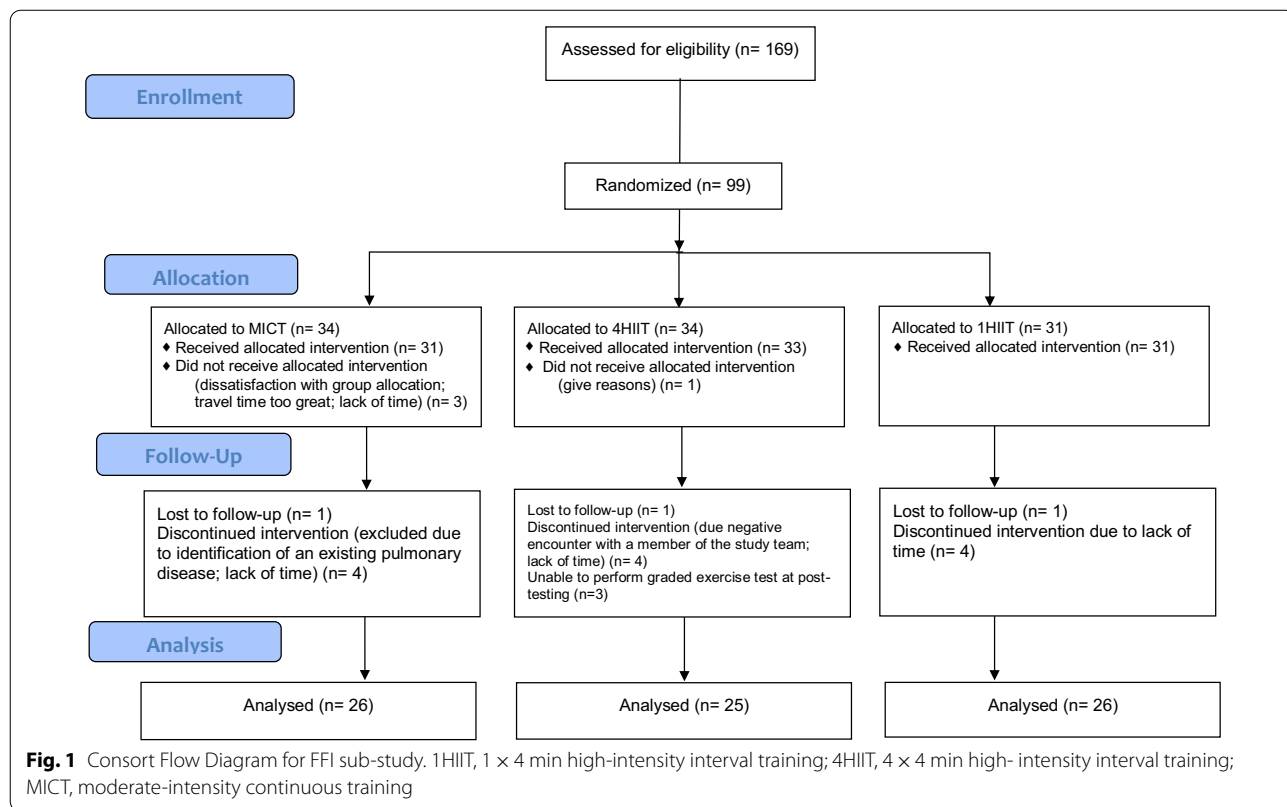 Assessed for eligibility (n= 169)
Enrollment
Randomized (n= 99)
Allocation
Allocated to MICT (n= 34)
♦ Received allocated intervention (n= 31)
♦ Did not receive allocated intervention
(dissatisfaction with group allocation;
travel time too great; lack of time) (n= 3)
Allocated to 4HIIT (n= 34)
♦ Received allocated intervention (n= 33)
♦ Did not receive allocated intervention
(give reasons) (n= 1)
Allocated to 1HIIT (n= 31)
♦ Received allocated intervention (n= 31)
Follow-Up
Lost to follow-up (n= 1)
Discontinued intervention (excluded due
to identification of an existing pulmonary
disease; lack of time) (n= 4)
Lost to follow-up (n= 1)
Discontinued intervention (due negative
encounter with a member of the study team;
lack of time) (n= 4)
Unable to perform graded exercise test at post-
testing (n=3)
Lost to follow-up (n= 1)
Discontinued intervention due to lack of
time (n= 4)
Analysis
Analysed (n= 26)
Analysed (n= 25)
Analysed (n= 26)
Fig. 1 Consort Flow Diagram for FFI sub-study. 1HIIT, 1 × 4 min high-intensity interval training; 4HIIT, 4 × 4 min high- intensity interval training;
MICT, moderate-intensity continuous training